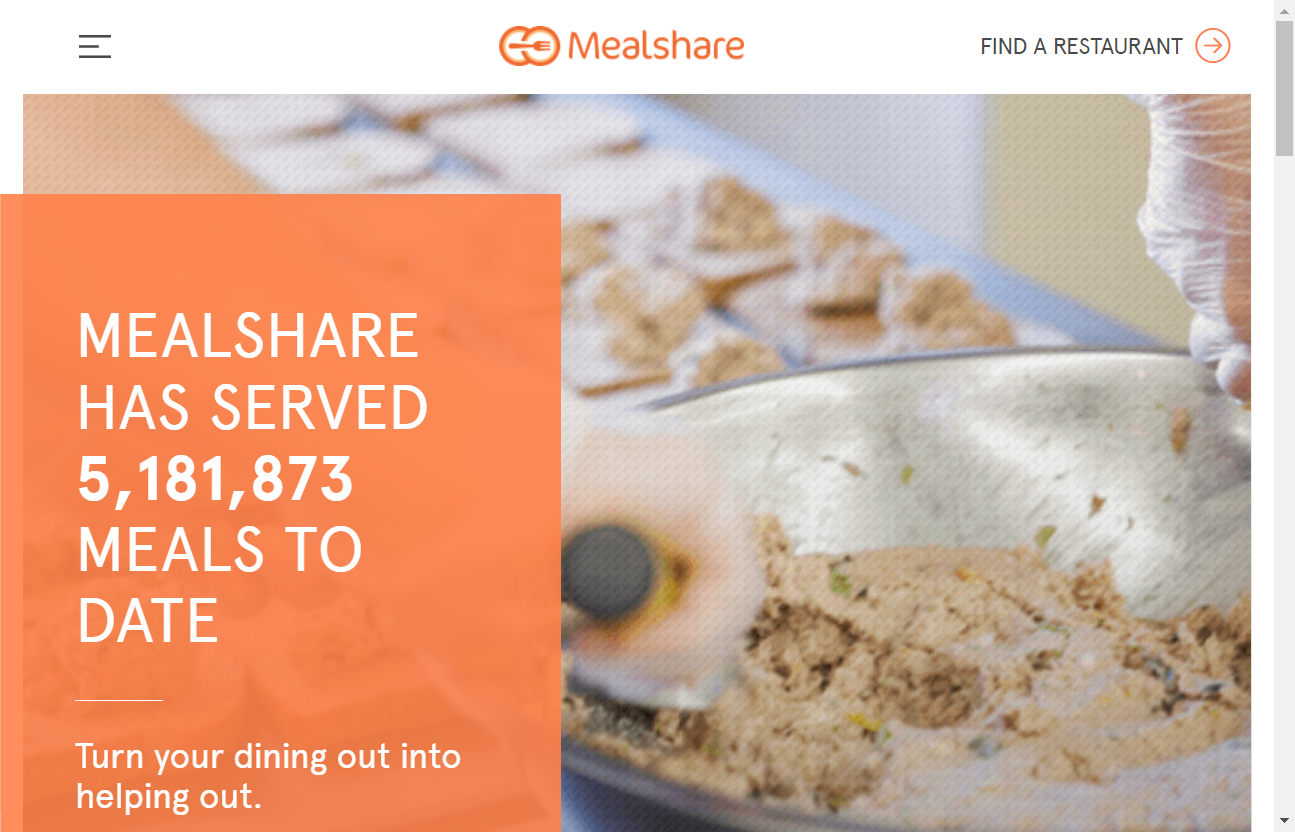 Mealshare
FIND A RESTAURANT
MEALSHARE
HAS SERVED
5,181,873
MEALS TO
DATE
Turn your dining out into
helping out.